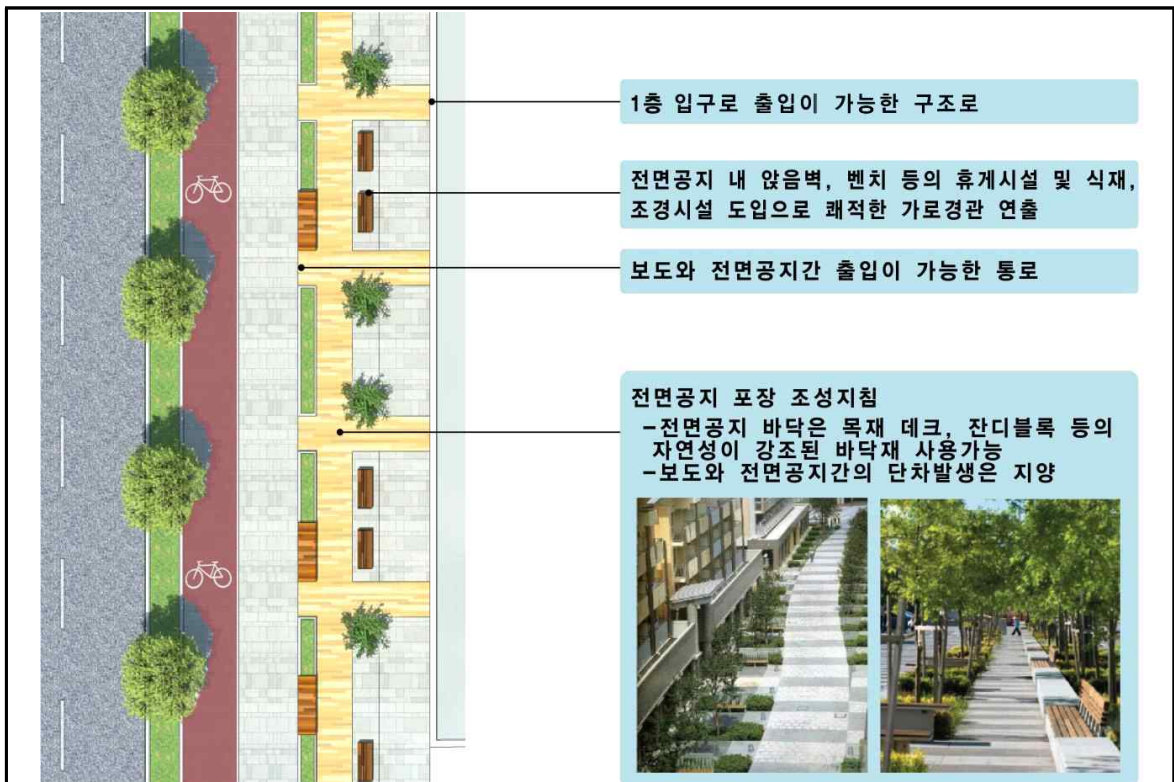 1층 입구로 출입이 가능한 구조로
전면공지 내 앉음벽, 벤치 등의 휴게시설 및 식재,
조경시설 도입으로 쾌적한 가로경관 연출
보도와 전면공지간 출입이 가능한 통로
전면공지 포장 조성지침
-전면공지 바닥은 목재 데크, 잔디블록 등의
자연성이 강조된 바닥재 사용가능
-보도와 전면공지간의 단차발생은 지양